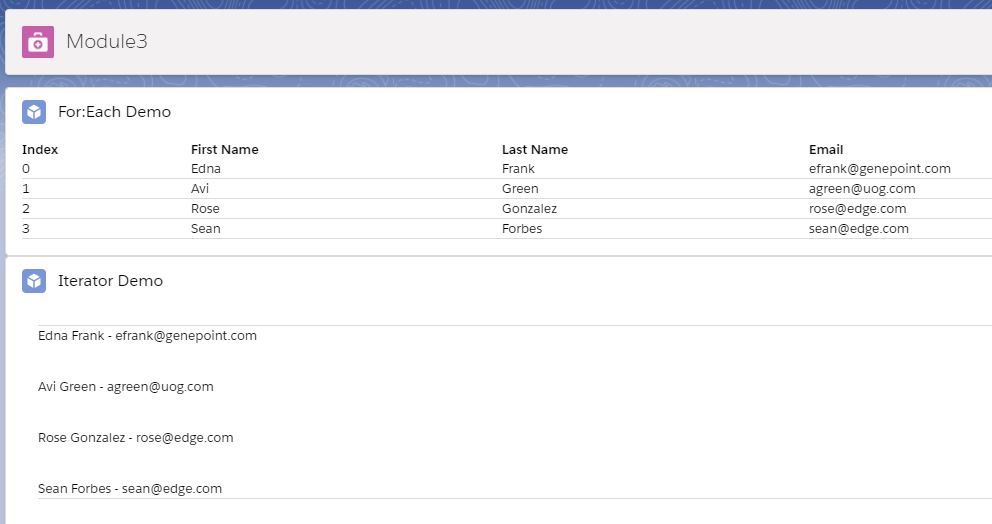 Module3
For:Each Demo
Index First Name Last Name Email
0 Edna Frank efrank@genepoint.com
1 Avi Green agreen@uog.com
2 Rose Gonzalez rose@edge.com
3 Sean Forbes sean@edge.com
Iterator Demo
Edna Frank - efrank@genepoint.com
Avi Green - agreen@uog.com
Rose Gonzalez - rose@edge.com
Sean Forbes - sean@edge.com